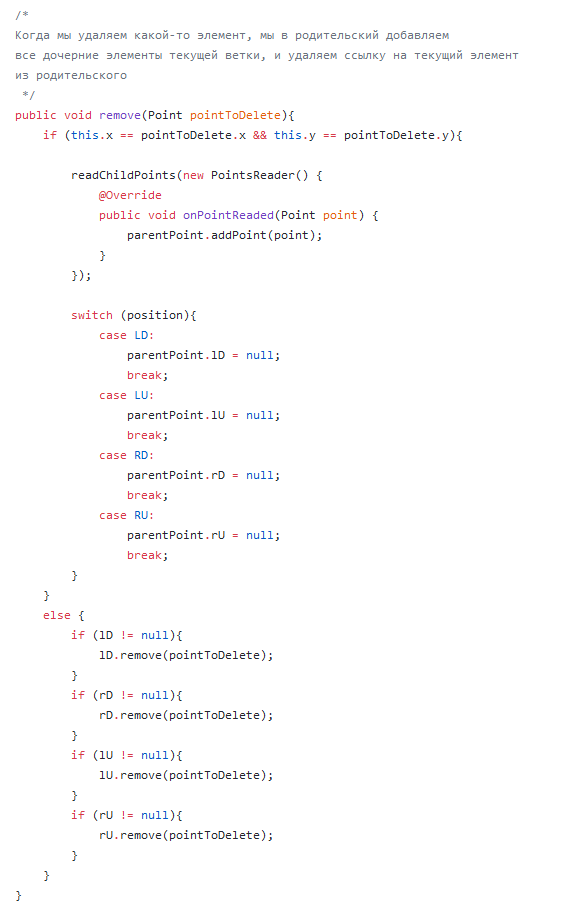 /*
Когда мы удаляем какой-то элемент, мы в родительский добавляем
все дочерние элементы текущей ветки, и удаляем ссылку на текущий элемент
из родительского
 */
public void remove(Point pointToDelete){
    if (this.x == pointToDelete.x && this.y == pointToDelete.y){

        readChildPoints(new PointsReader() {
            @Override
            public void onPointReaded(Point point) {
                parentPoint.addPoint(point);
            }
        });

        switch (position){
            case LD:
                parentPoint.lD = null;
                break;
            case LU:
                parentPoint.lU = null;
                break;
            case RD:
                parentPoint.rD = null;
                break;
            case RU:
                parentPoint.rU = null;
                break;
        }
    }
    else {
        if (lD != null){
            lD.remove(pointToDelete);
        }
        if (rD != null){
            rD.remove(pointToDelete);
        }
        if (lU != null){
            lU.remove(pointToDelete);
        }
        if (rU != null){
            rU.remove(pointToDelete);
        }
    }
}